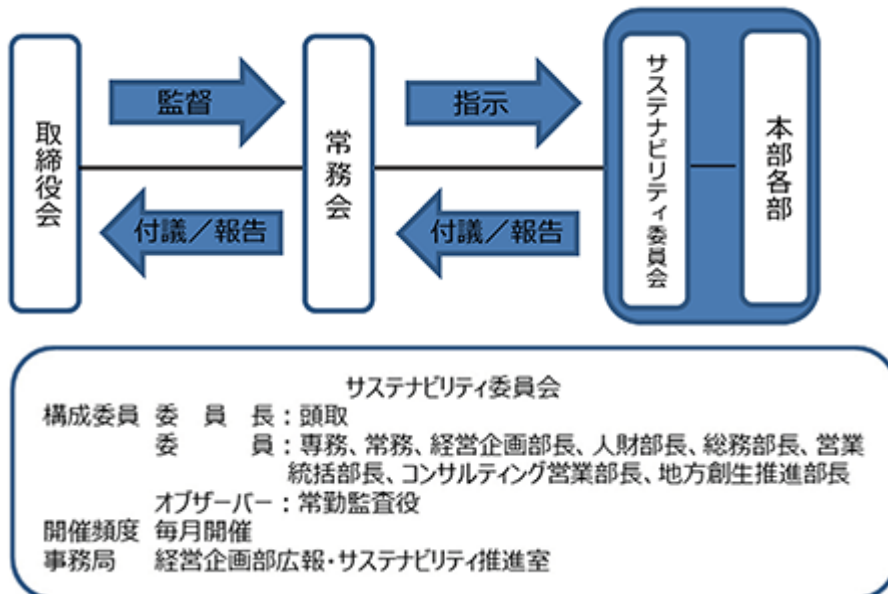 取締役会
監督
付議／報告
常務会
指示
付議／報告
サステナビリティ委員会
本部各部
サステナビリティ委員会
構成委員 委　員　長：頭取
委　　　員：専務、常務、経営企画部長、人財部長、総務部長、営業
統括部長、コンサルティング営業部長、地方創生推進部長
オブザーバー：常勤監査役
開催頻度 毎月開催
事務局 経営企画部広報・サステナビリティ推進室